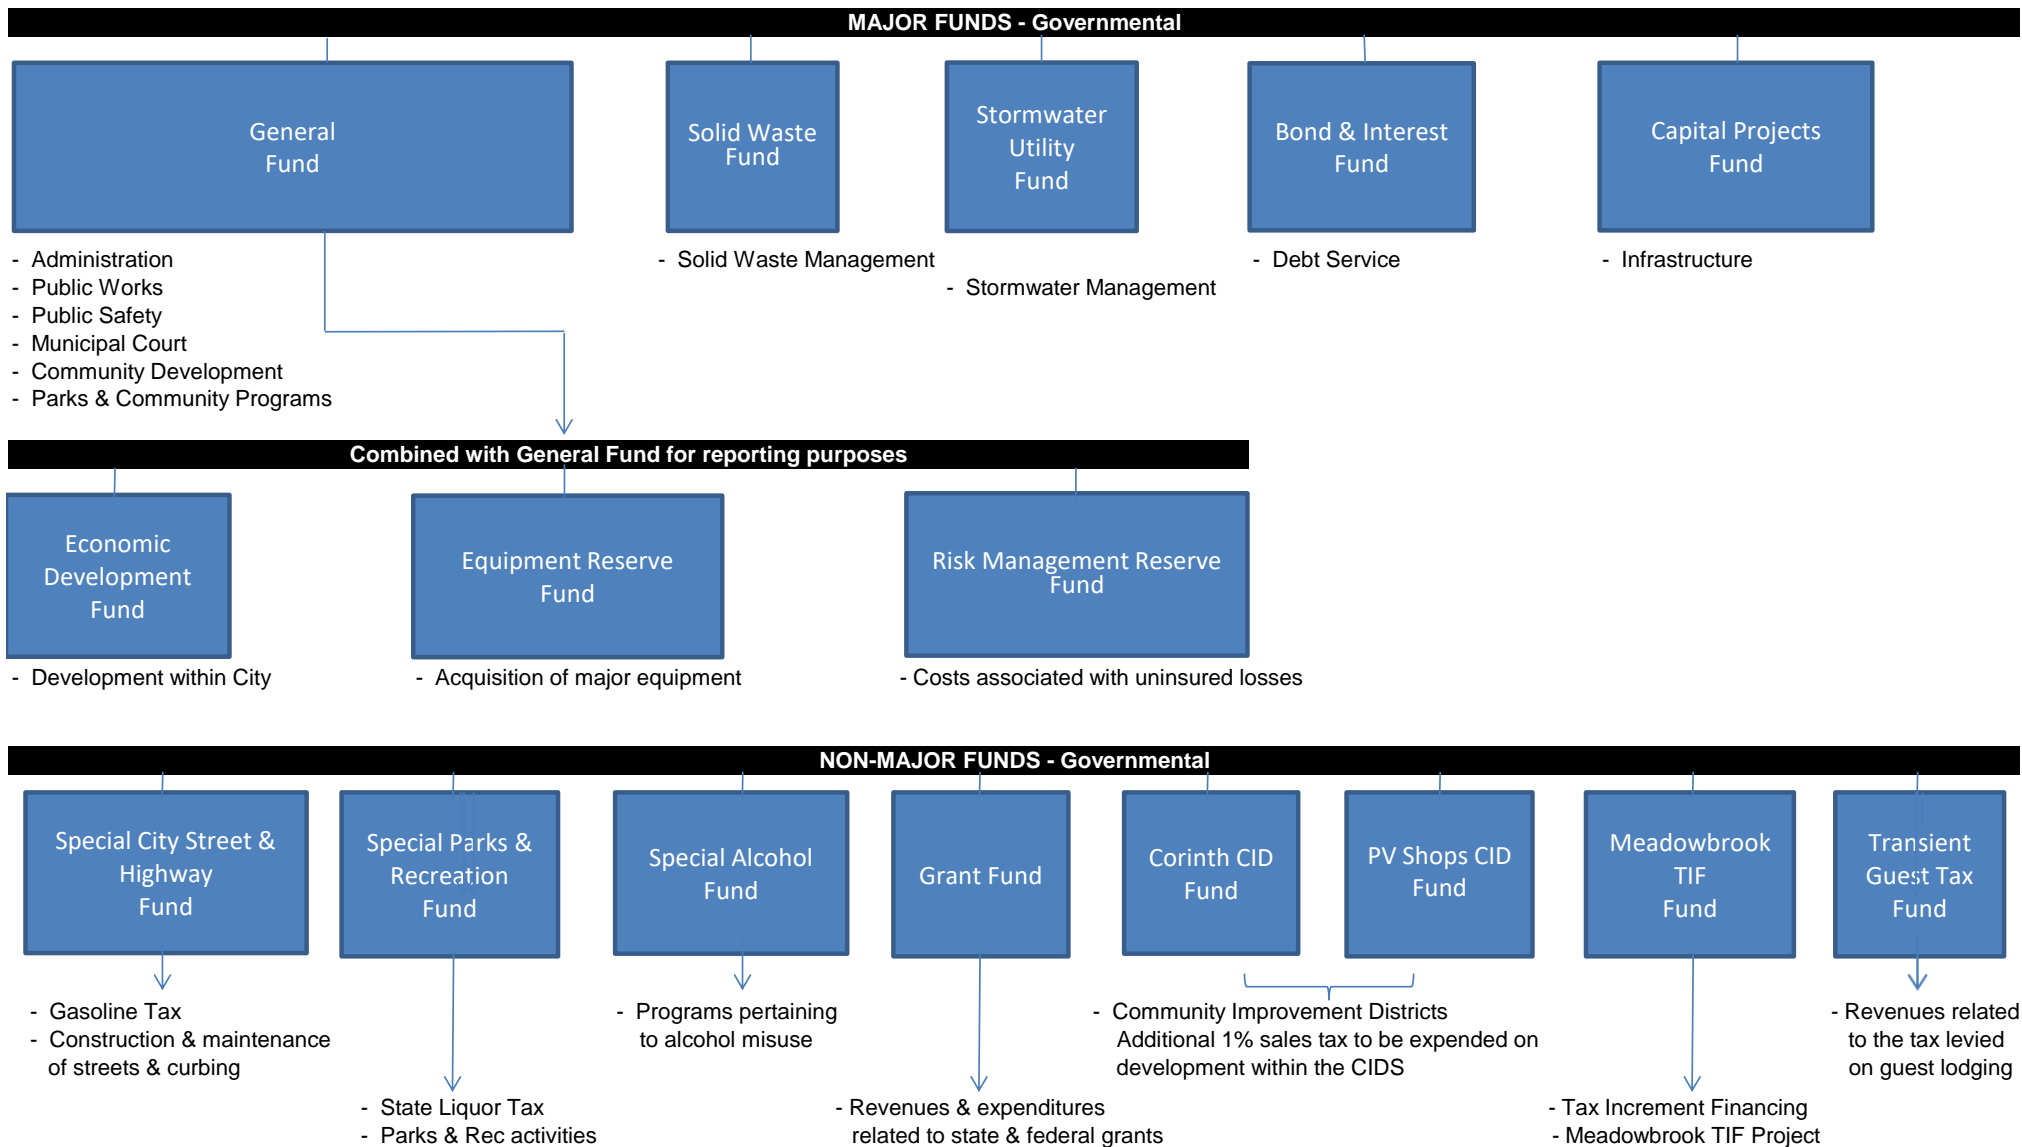 MAJOR FUNDS - Governmental
General
Fund
Solid Waste
Fund
Stormwater
Utility
Fund
Bond & Interest
Fund
Capital Projects
Fund
- Administration
- Public Works
- Public Safety
- Municipal Court
- Community Development
- Parks & Community Programs
- Solid Waste Management
- Stormwater Management
- Debt Service
- Infrastructure
Combined with General Fund for reporting purposes
Economic
Development
Fund
Equipment Reserve
Fund
Risk Management Reserve
Fund
- Development within City
- Acquisition of major equipment
- Costs associated with uninsured losses
NON-MAJOR FUNDS - Governmental
Special City Street &
Highway
Fund
Special Parks &
Recreation
Fund
Special Alcohol
Fund
Grant Fund
Corinth CID
Fund
PV Shops CID
Fund
Meadowbrook
TIF
Fund
Transient
Guest Tax
Fund
- Gasoline Tax
- Construction & maintenance
of streets & curbing
- State Liquor Tax
- Parks & Rec activities
- Programs pertaining
to alcohol misuse
- Revenues & expenditures
related to state & federal grants
- Community Improvement Districts
Additional 1% sales tax to be expended on
development within the CIDS
- Tax Increment Financing
- Meadowbrook TIF Project
- Revenues related
to the tax levied
on guest lodging